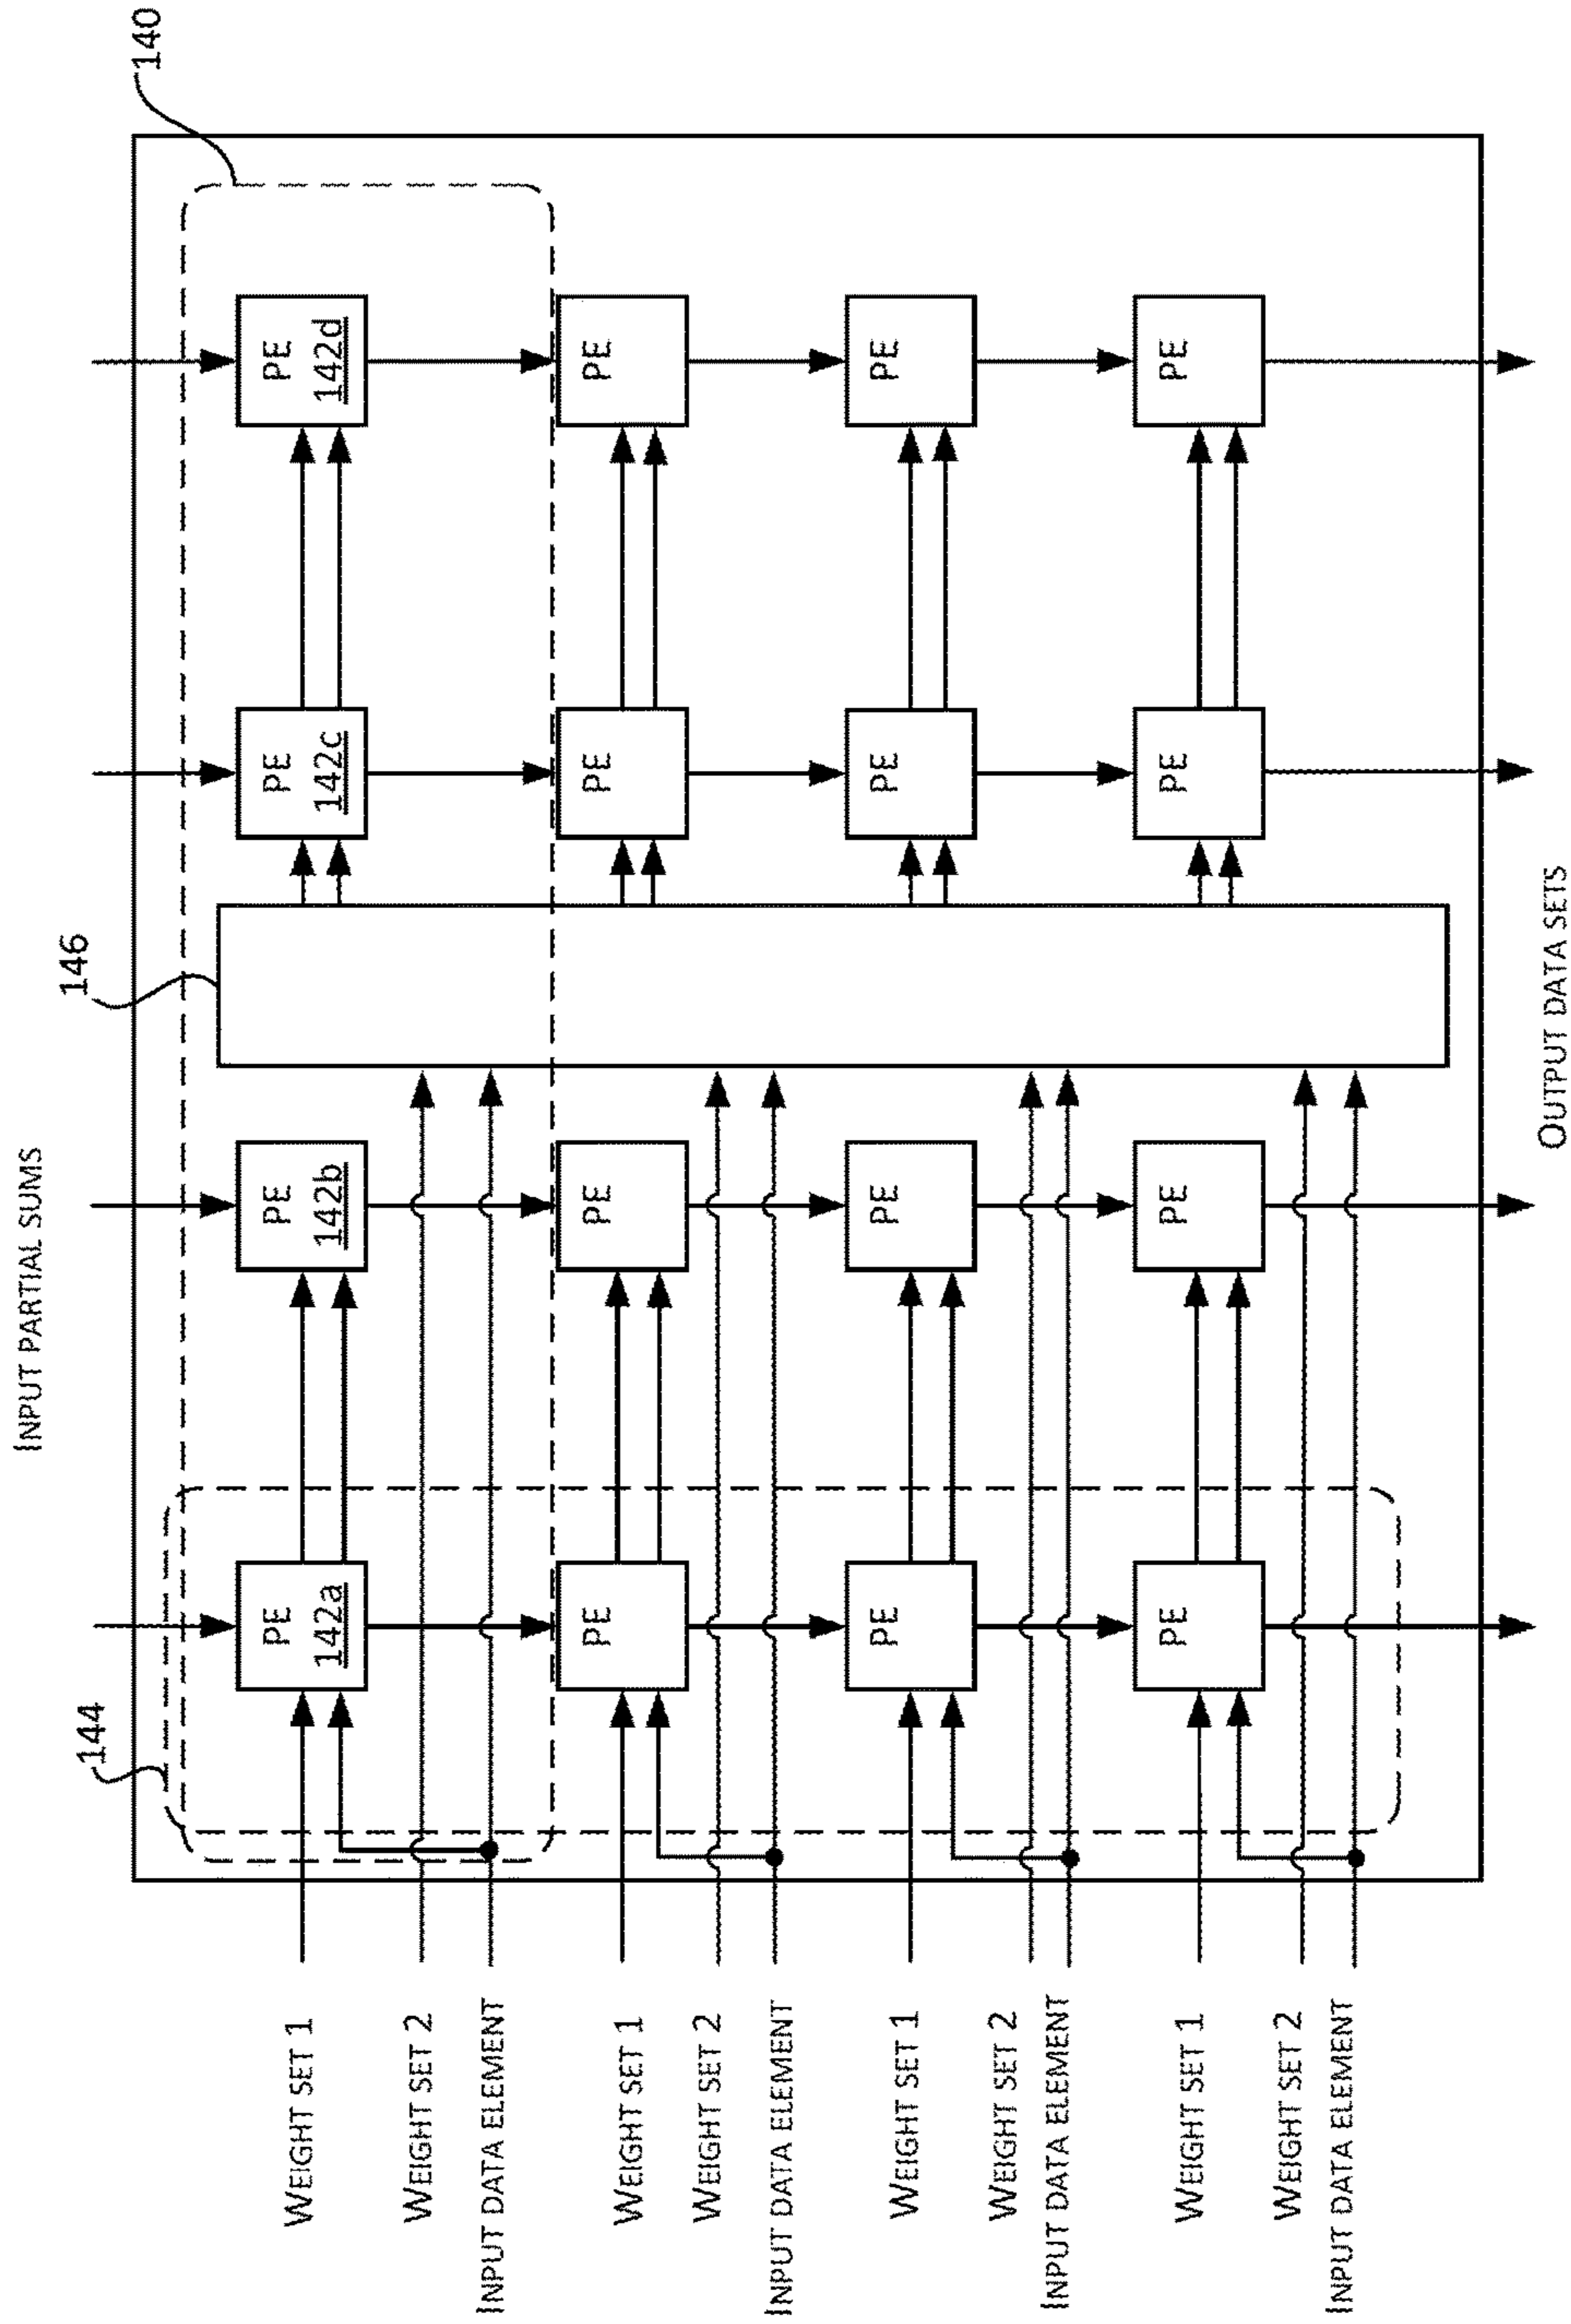 INPUT PARTIAL SUMS
144
146
140
WEIGHT SET 1
PE
142a
PE
142b
PE
142c
PE
142d
WEIGHT SET 2
INPUT DATA ELEMENT
WEIGHT SET 1
PE
PE
PE
PE
WEIGHT SET 2
INPUT DATA ELEMENT
WEIGHT SET 1
PE
PE
PE
PE
WEIGHT SET 2
INPUT DATA ELEMENT
WEIGHT SET 1
PE
PE
PE
PE
WEIGHT SET 2
INPUT DATA ELEMENT
OUTPUT DATA SETS